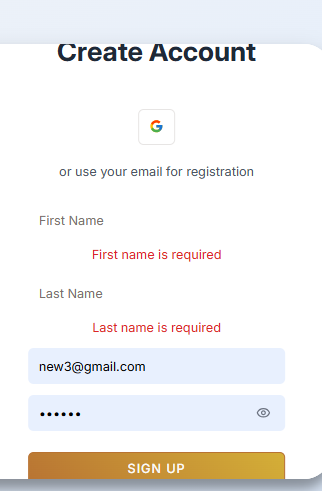 Create Account
or use your email for registration
First Name
First name is required
Last Name
Last name is required
new3@gmail.com
••••••
SIGN UP